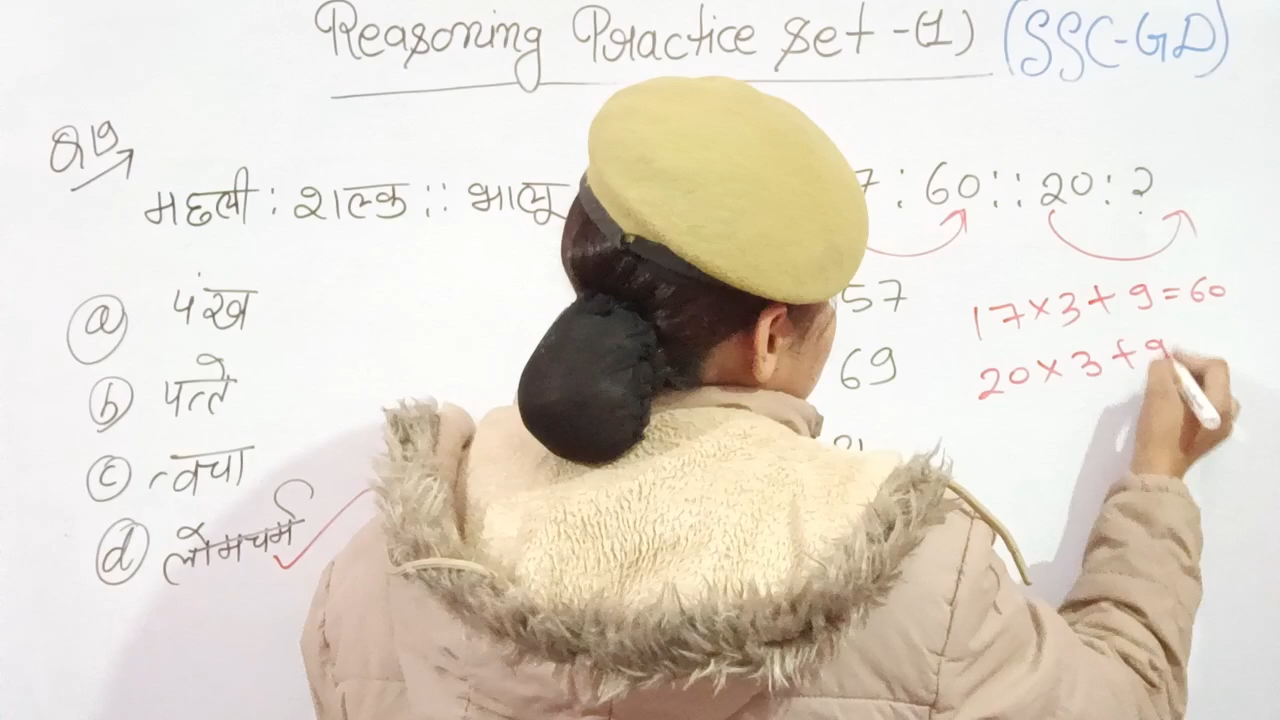 Reasoning Practice Set -(1) (SSC-GD)
मछली : शल्क :: भालू
7 : 60 :: 20 : ?
(a) पंख
(b) पत्ते
(c) त्वचा
(d) लोमचर्म
57
69
17×3+9=60
20×3+9